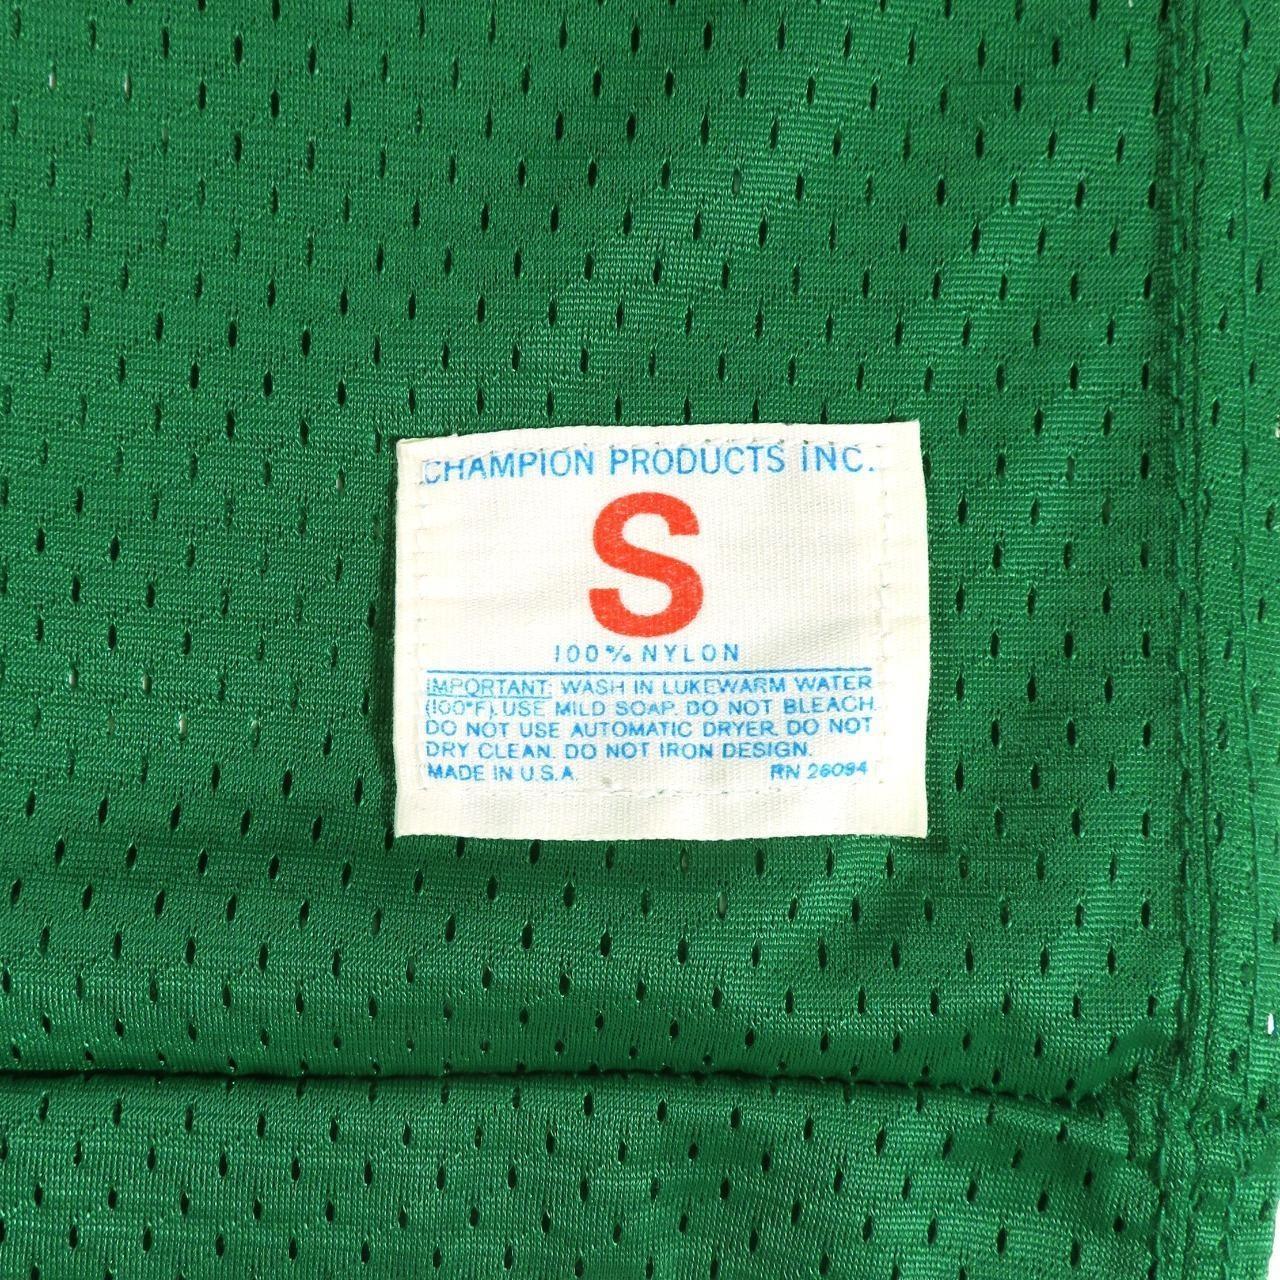 CHAMPION PRODUCTS INC.
S
100% NYLON
IMPORTANT: WASH IN LUKEWARM WATER
(100°F). USE MILD SOAP. DO NOT BLEACH.
DO NOT USE AUTOMATIC DRYER. DO NOT
DRY CLEAN. DO NOT IRON DESIGN.
MADE IN U.S.A. RN 26094